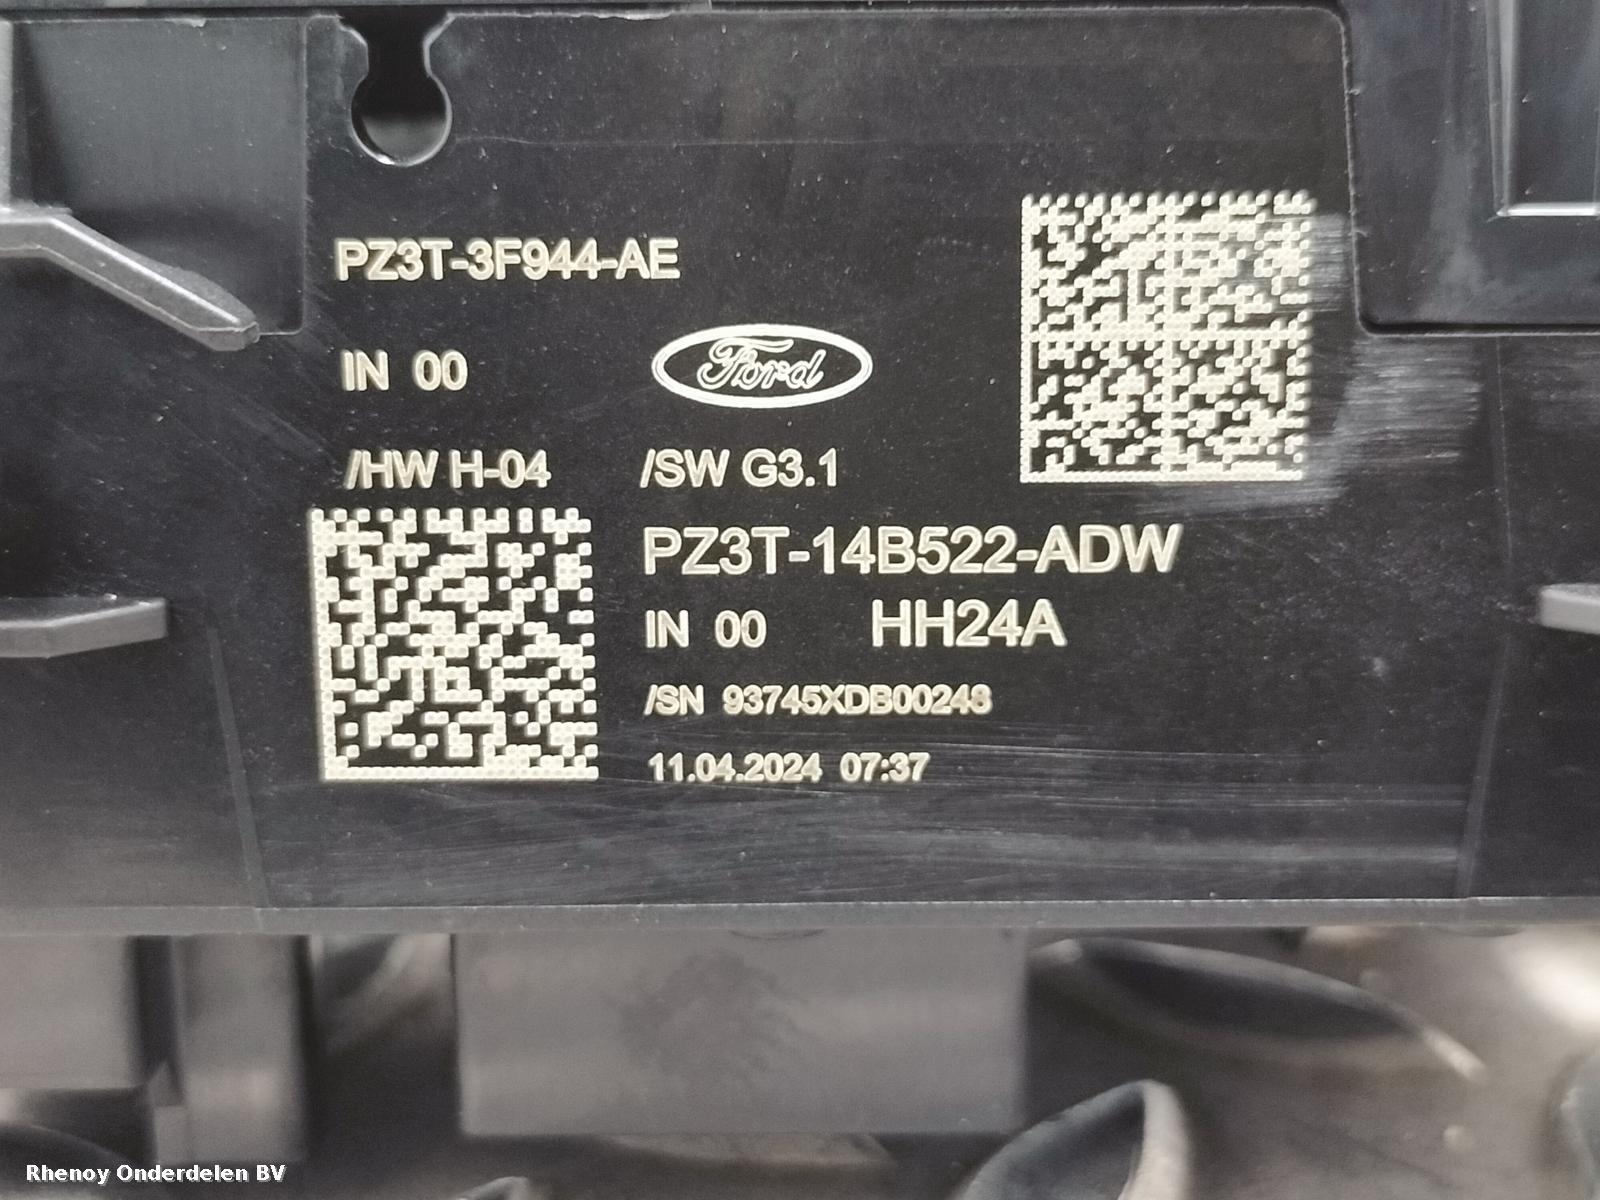 PZ3T-3F944-AE
IN 00
Ford
/HW H-04 /SW G3.1
PZ3T-14B522-ADW
IN 00 HH24A
/SN 93745XDB00248
11.04.2024 07:37
Rhenoy Onderdelen BV